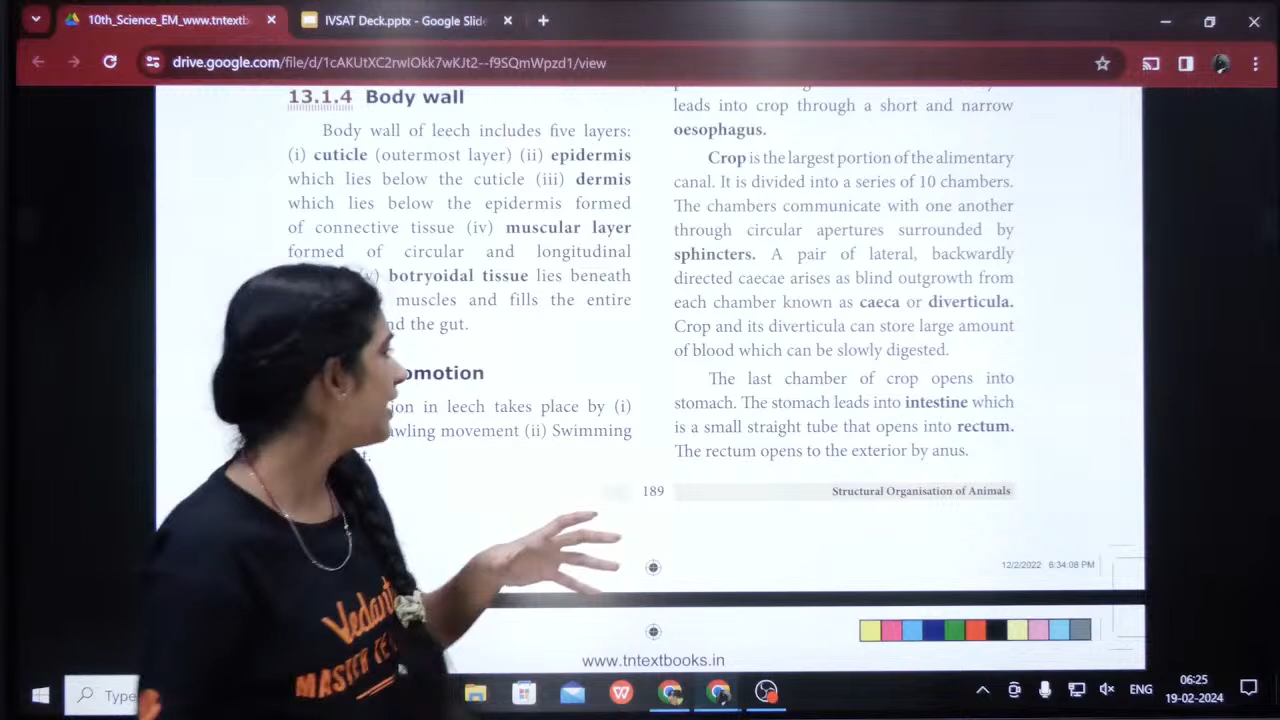 10th_Science_EM_www.tntextb
IVSAT Deck.pptx - Google Slide
drive.google.com/file/d/1cAKUtXC2rwIOkk7wKJt2--f9SQmWpzd1/view
13.1.4 Body wall
Body wall of leech includes five layers:
(i) cuticle (outermost layer) (ii) epidermis
which lies below the cuticle (iii) dermis
which lies below the epidermis formed
of connective tissue (iv) muscular layer
formed of circular and longitudinal
botryoidal tissue lies beneath
muscles and fills the entire
nd the gut.
omotion
ion in leech takes place by (i)
wling movement (ii) Swimming
t.
leads into crop through a short and narrow
oesophagus.
Crop is the largest portion of the alimentary
canal. It is divided into a series of 10 chambers.
The chambers communicate with one another
through circular apertures surrounded by
sphincters. A pair of lateral, backwardly
directed caecae arises as blind outgrowth from
each chamber known as caeca or diverticula.
Crop and its diverticula can store large amount
of blood which can be slowly digested.
The last chamber of crop opens into
stomach. The stomach leads into intestine which
is a small straight tube that opens into rectum.
The rectum opens to the exterior by anus.
189
Structural Organisation of Animals
12/2/2022 6:34:08 PM
www.tntextbooks.in
Vedant
MASTER
Type
ENG
06:25
19-02-2024